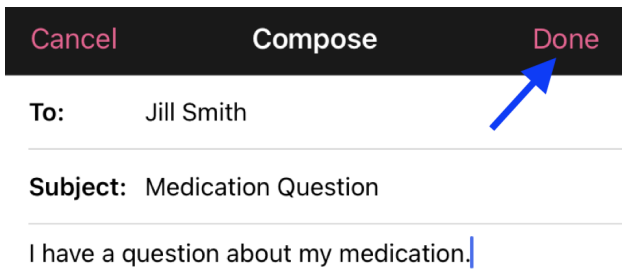 Cancel Compose Done
To: Jill Smith
Subject: Medication Question
I have a question about my medication.